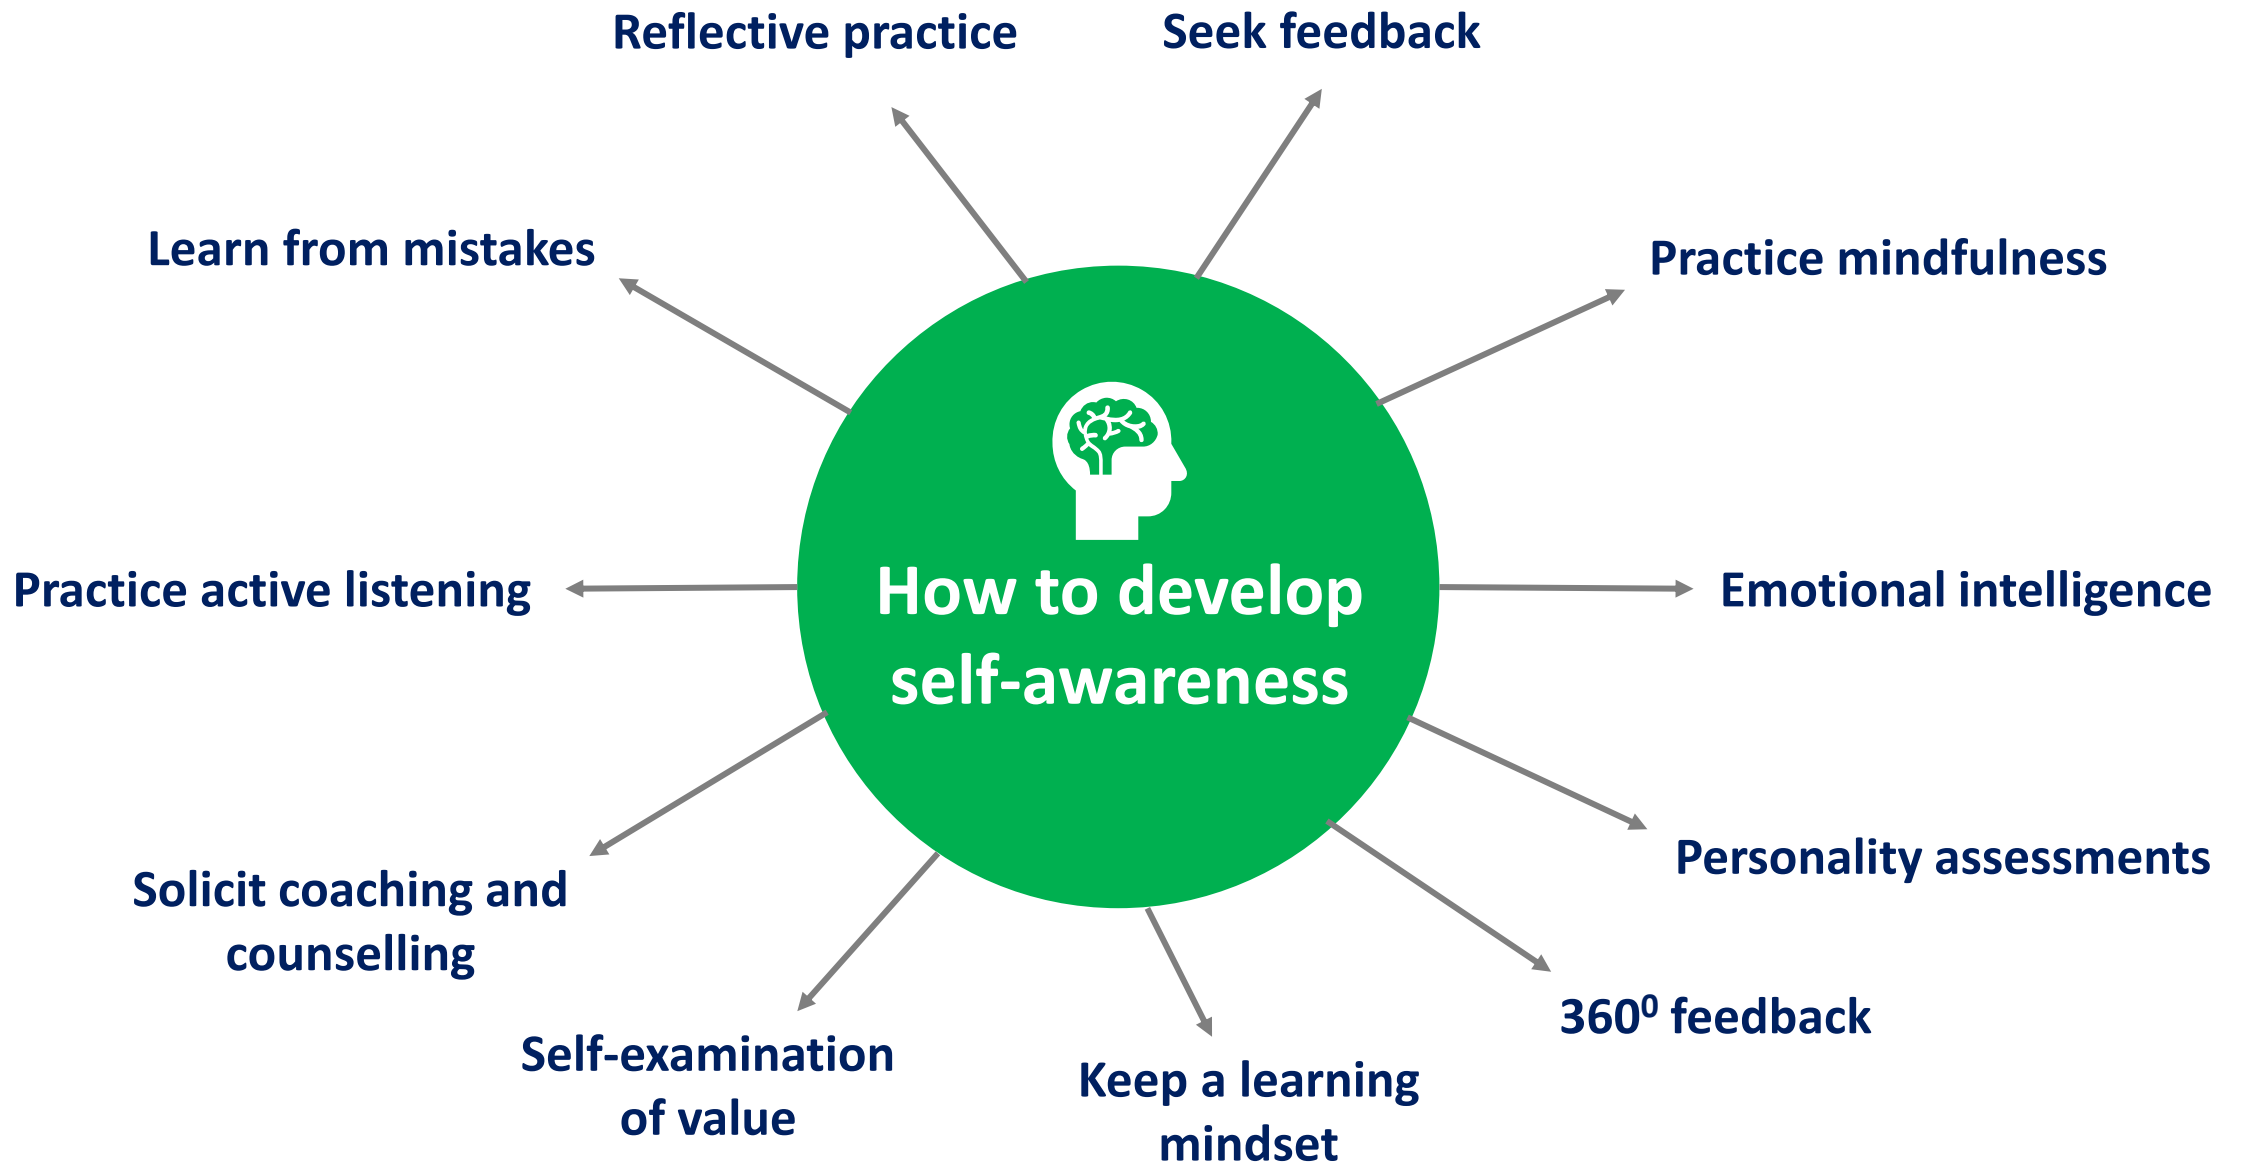 Reflective practice
Seek feedback
Learn from mistakes
Practice mindfulness
Practice active listening
How to develop
self-awareness
Emotional intelligence
Personality assessments
Solicit coaching and
counselling
360⁰ feedback
Self-examination
of value
Keep a learning
mindset